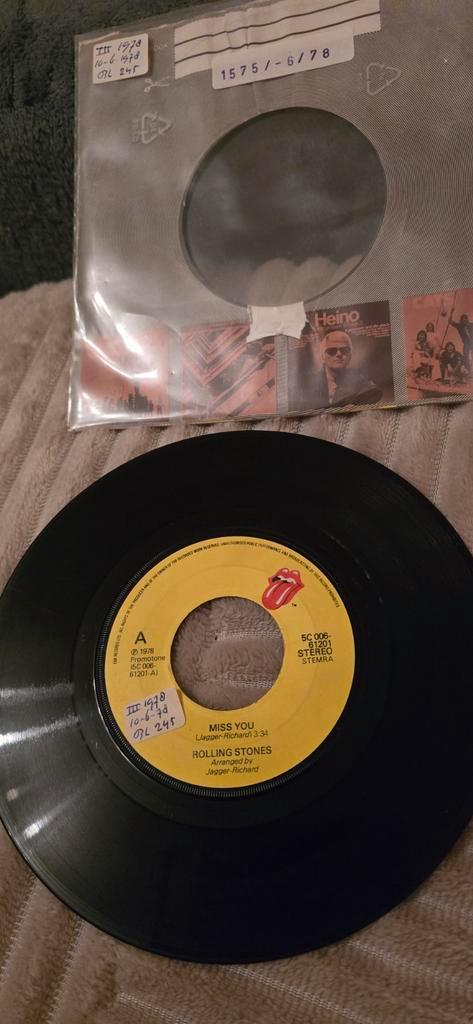 III 1978
10-6-1978
BL 245
1575/-6/78
Heino
A
℗ 1978
Promotone
(5C 006-
61201-A)
5C 006-
61201
STEREO
STEMRA
III 1978
10-6-78
BL 245
MISS YOU
(Jagger-Richard) 3:34
ROLLING STONES
Arranged by
Jagger-Richard